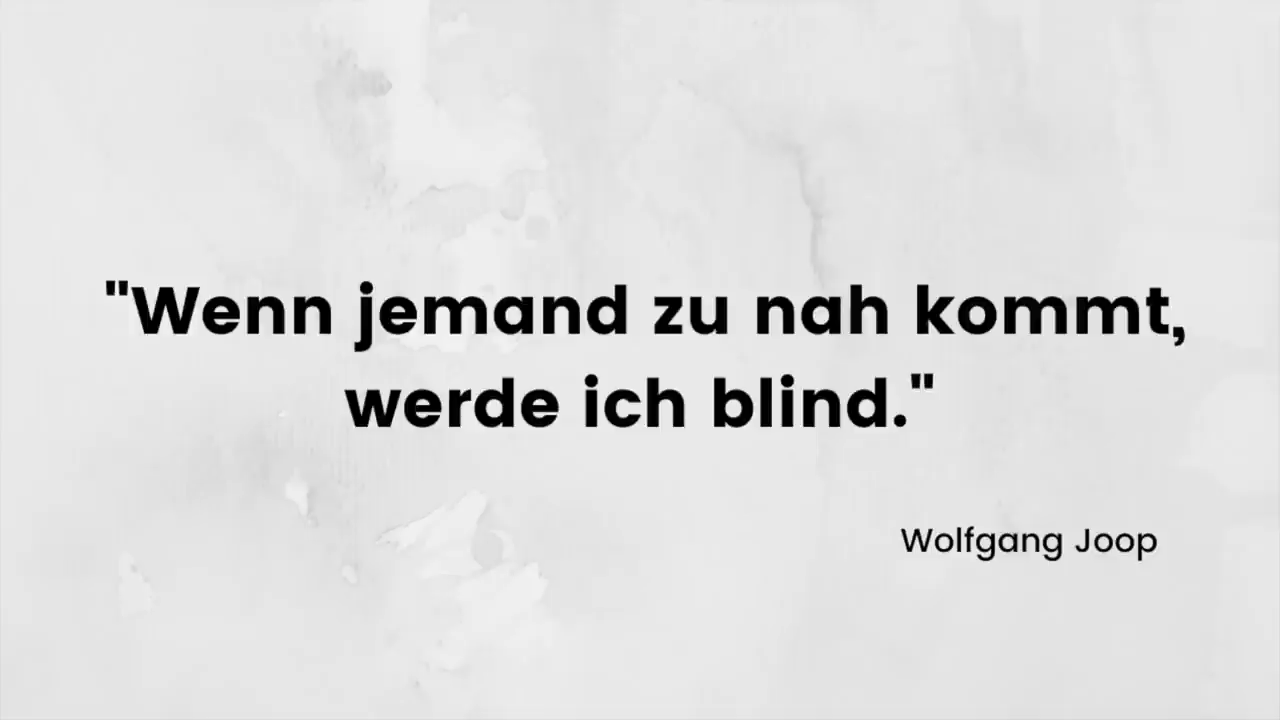 "Wenn jemand zu nah kommt,
werde ich blind."
Wolfgang Joop